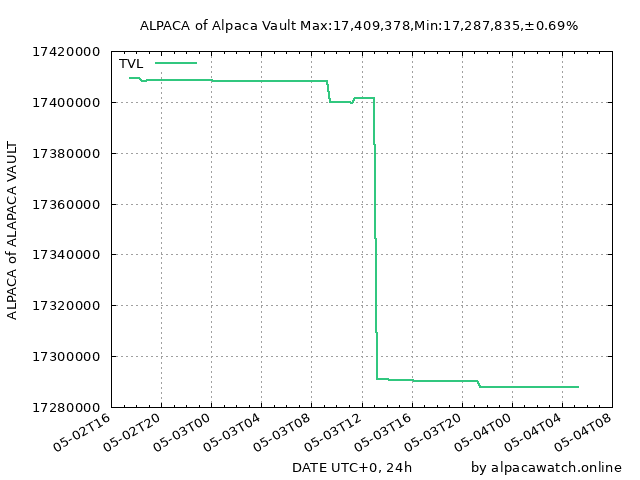 ALPACA of Alpaca Vault Max:17,409,378,Min:17,287,835,±0.69%
TVL
17420000
17400000
17380000
17360000
17340000
17320000
17300000
17280000
ALPACA of ALAPACA VAULT
05-02T16
05-02T20
05-03T00
05-03T04
05-03T08
05-03T12
05-03T16
05-03T20
05-04T00
05-04T04
05-04T08
DATE UTC+0, 24h
by alpacawatch.online